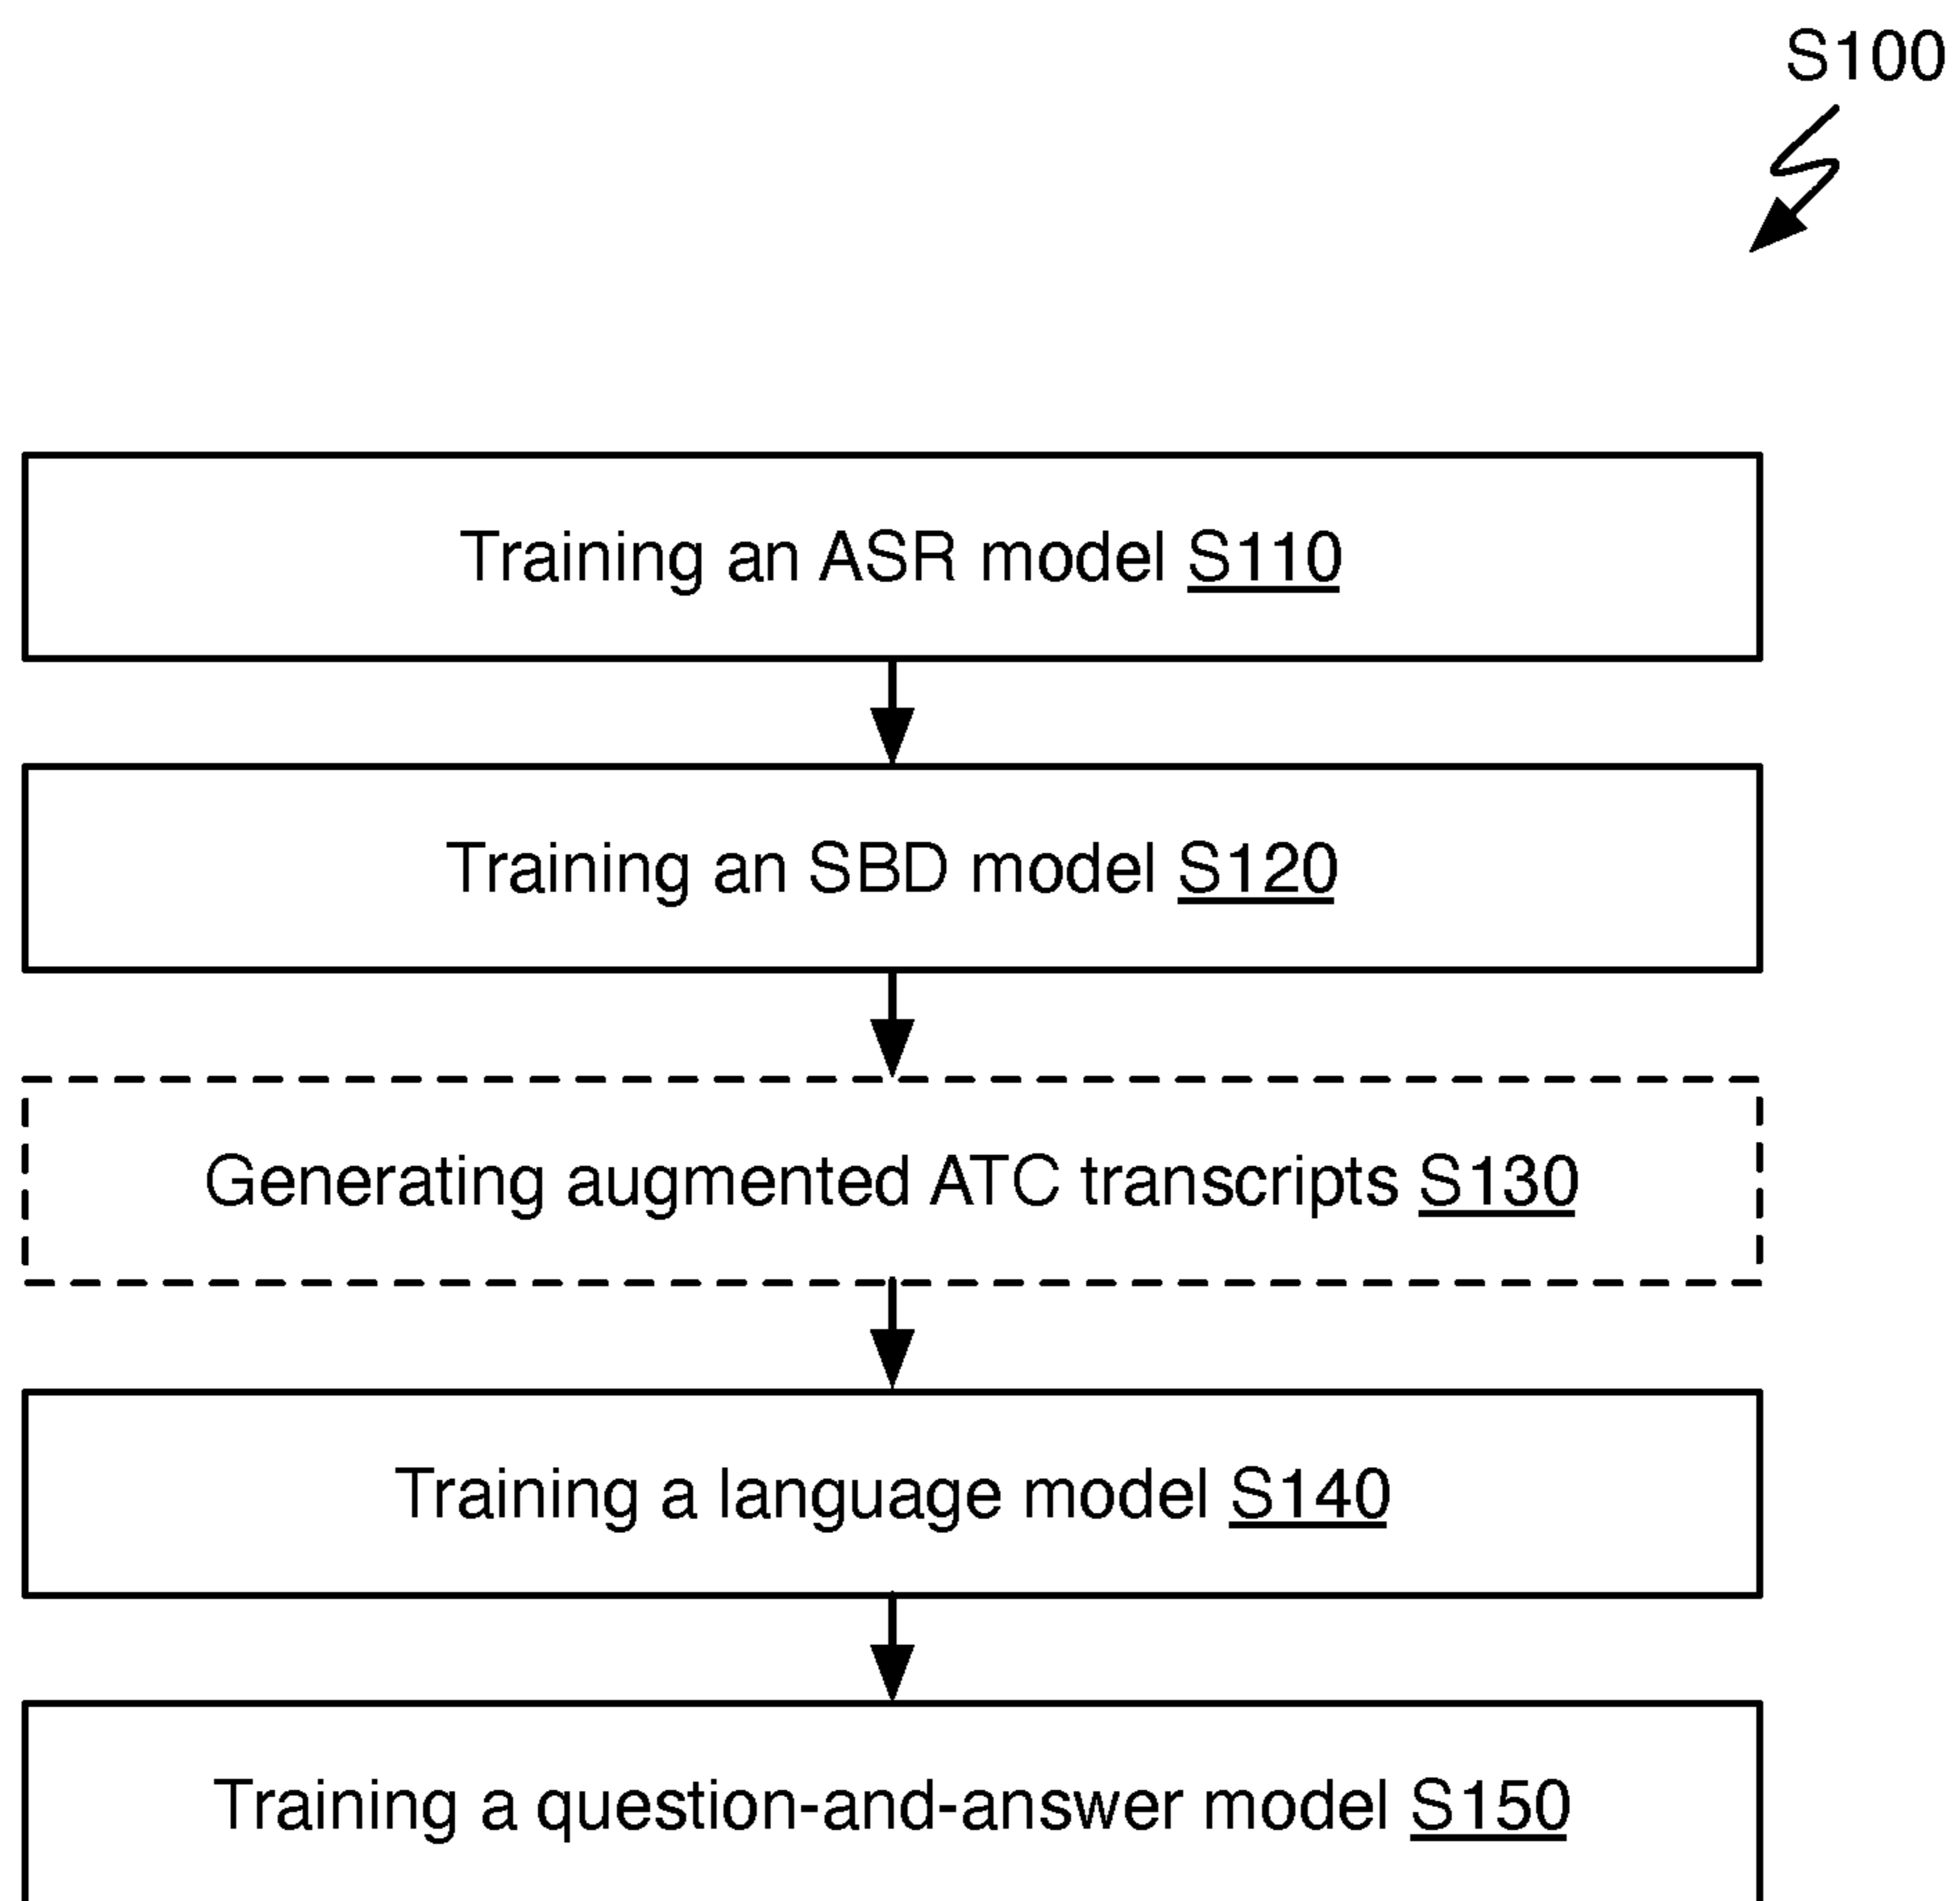 S100
Training an ASR model S110
Training an SBD model S120
Generating augmented ATC transcripts S130
Training a language model S140
Training a question-and-answer model S150